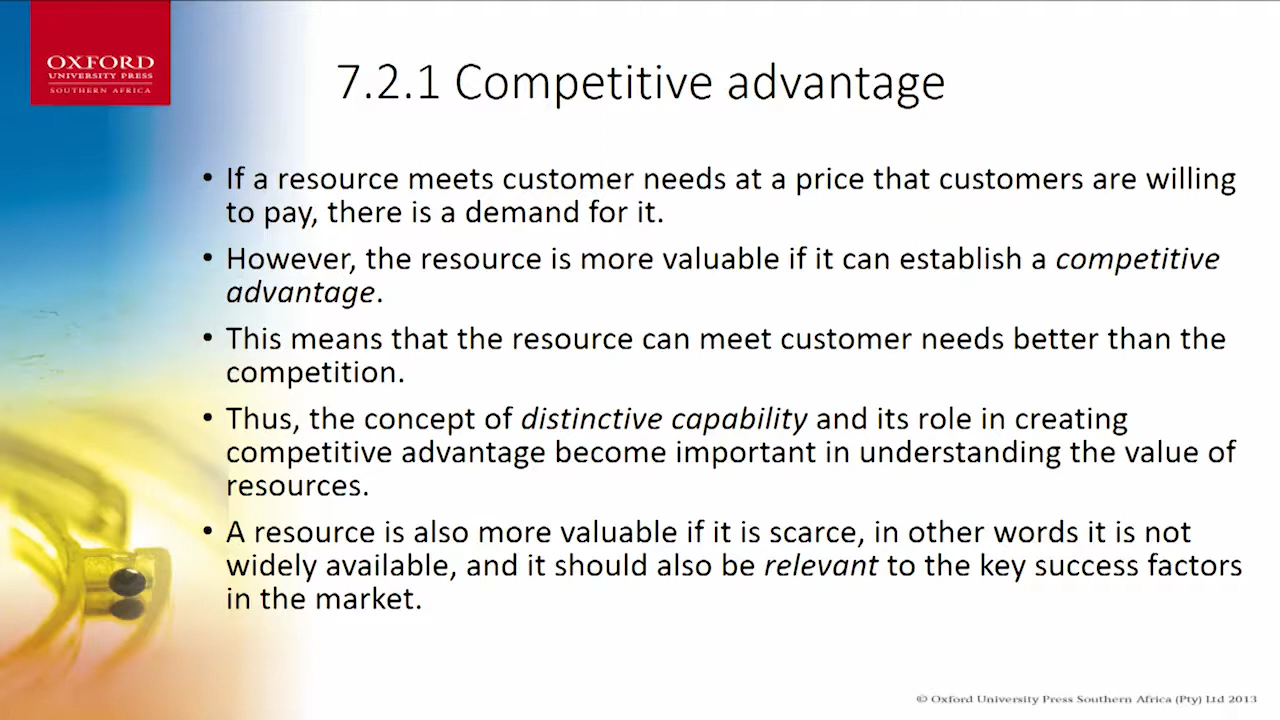 OXFORD
UNIVERSITY PRESS
SOUTHERN AFRICA
7.2.1 Competitive advantage
• If a resource meets customer needs at a price that customers are willing
to pay, there is a demand for it.
• However, the resource is more valuable if it can establish a competitive
advantage.
• This means that the resource can meet customer needs better than the
competition.
• Thus, the concept of distinctive capability and its role in creating
competitive advantage become important in understanding the value of
resources.
• A resource is also more valuable if it is scarce, in other words it is not
widely available, and it should also be relevant to the key success factors
in the market.
© Oxford University Press Southern Africa (Pty) Ltd 2013